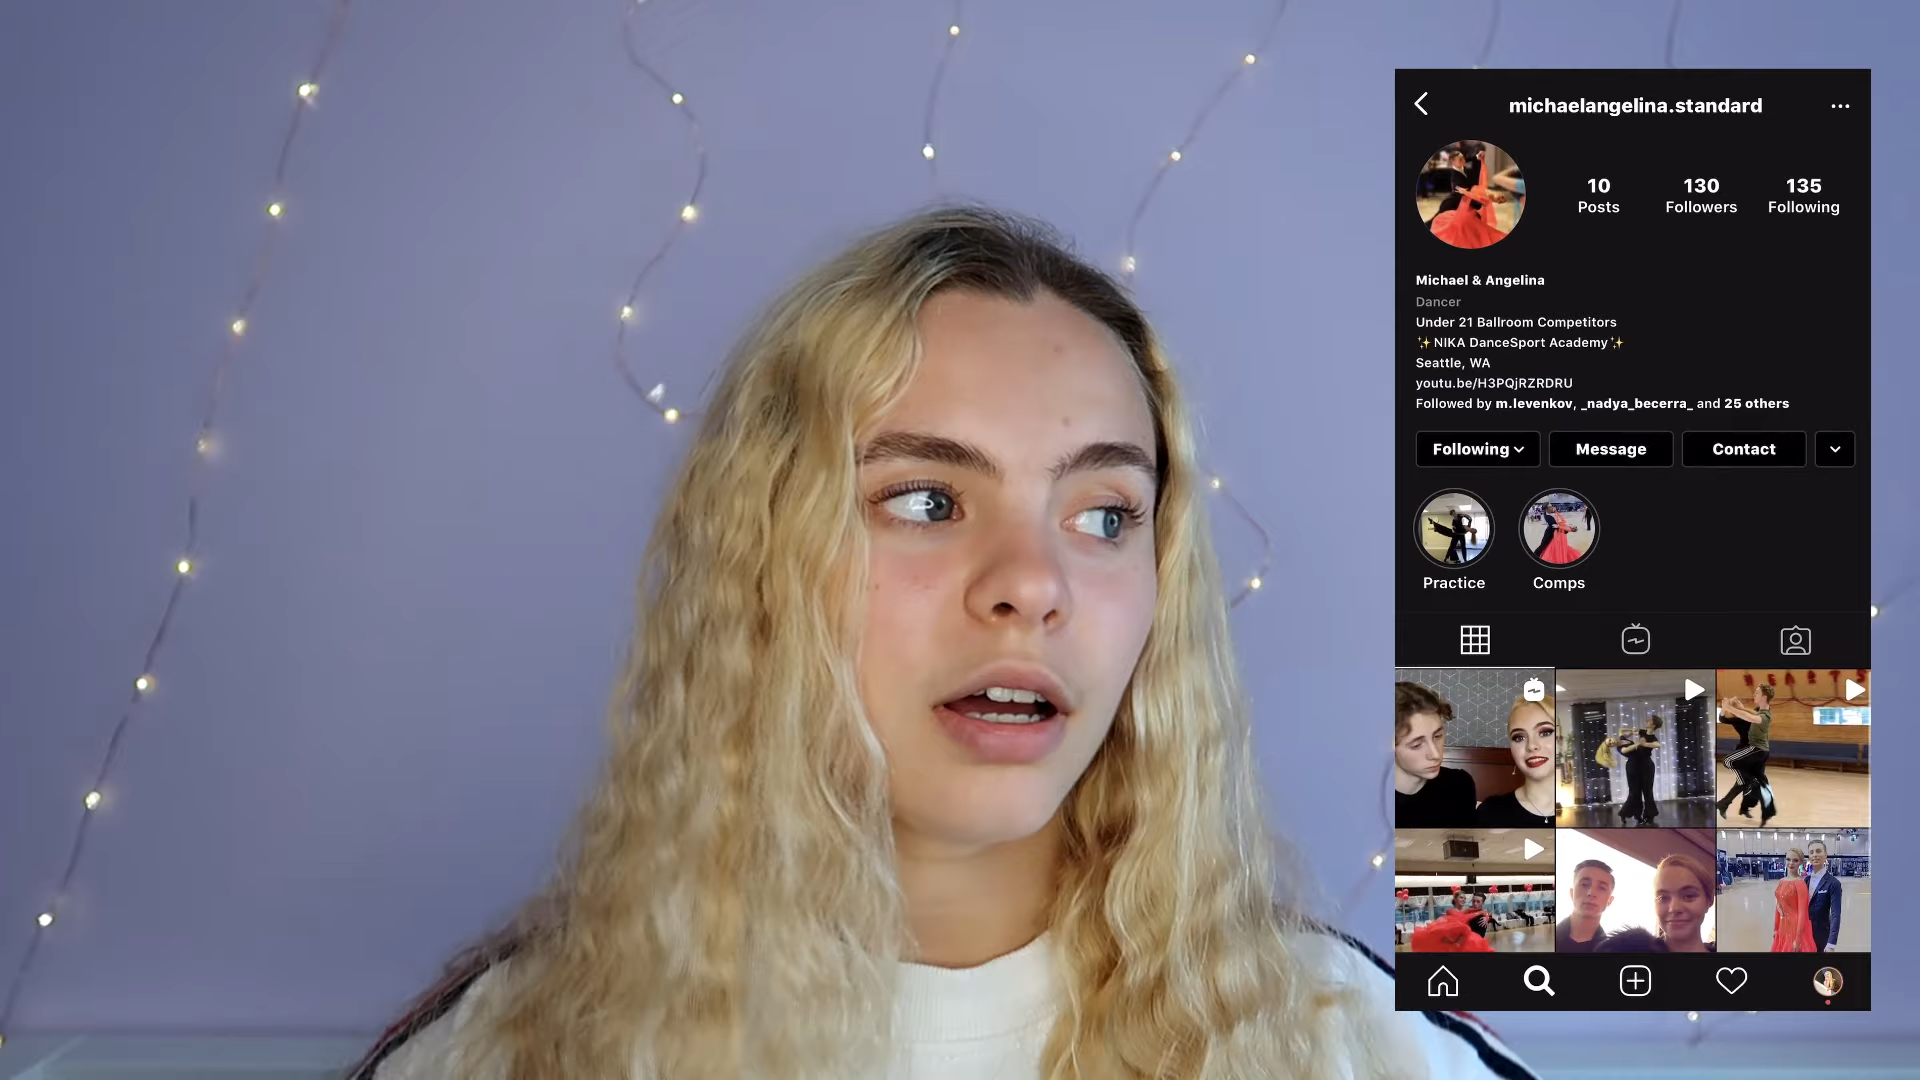 michaelangelina.standard
10
Posts
130
Followers
135
Following
Michael & Angelina
Dancer
Under 21 Ballroom Competitors
✨NIKA DanceSport Academy✨
Seattle, WA
youtu.be/H3PQjRZRDRU
Followed by m.levenkov, _nadya_becerra_ and 25 others
Following
Message
Contact
Practice
Comps
HEARTS